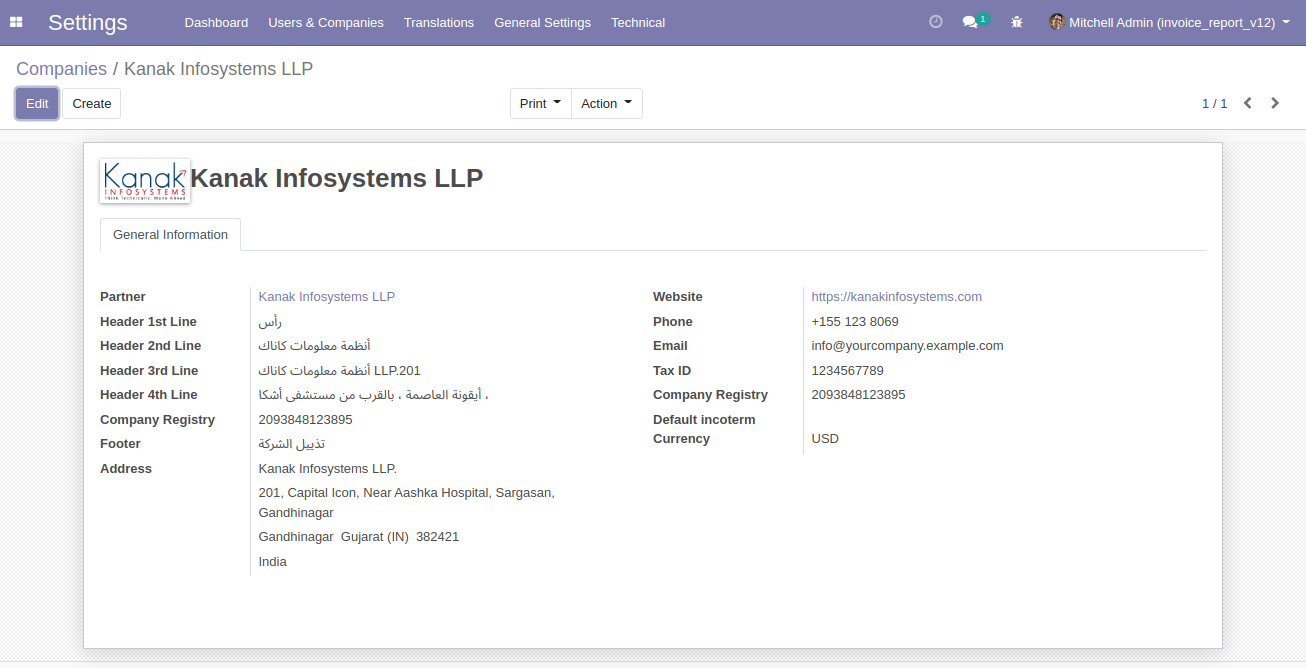 Settings Dashboard Users & Companies Translations General Settings Technical 1 Mitchell Admin (invoice_report_v12)
Companies / Kanak Infosystems LLP
Edit Create Print Action 1 / 1
Kanak
INFOSYSTEMS
Think Technically, Move Ahead
Kanak Infosystems LLP
General Information
Partner Kanak Infosystems LLP
Header 1st Line رأس
Header 2nd Line أنظمة معلومات كاناك
Header 3rd Line أنظمة معلومات كاناك LLP.201
Header 4th Line ، أيقونة العاصمة ، بالقرب من مستشفى أشكا
Company Registry 2093848123895
Footer تذييل الشركة
Address Kanak Infosystems LLP.
201, Capital Icon, Near Aashka Hospital, Sargasan,
Gandhinagar
Gandhinagar Gujarat (IN) 382421
India
Website https://kanakinfosystems.com
Phone +155 123 8069
Email info@yourcompany.example.com
Tax ID 1234567789
Company Registry 2093848123895
Default incoterm
Currency USD